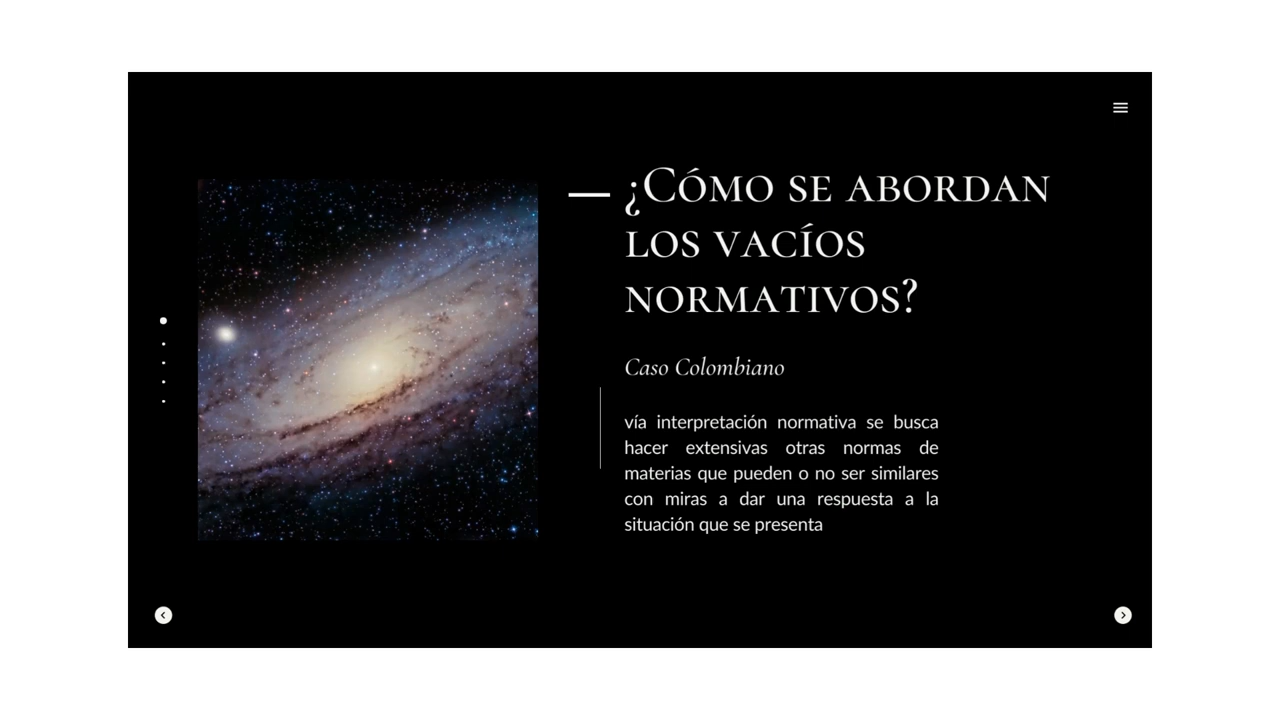 ¿Cómo se abordan
los vacíos
normativos?
Caso Colombiano
vía interpretación normativa se busca
hacer extensivas otras normas de
materias que pueden o no ser similares
con miras a dar una respuesta a la
situación que se presenta